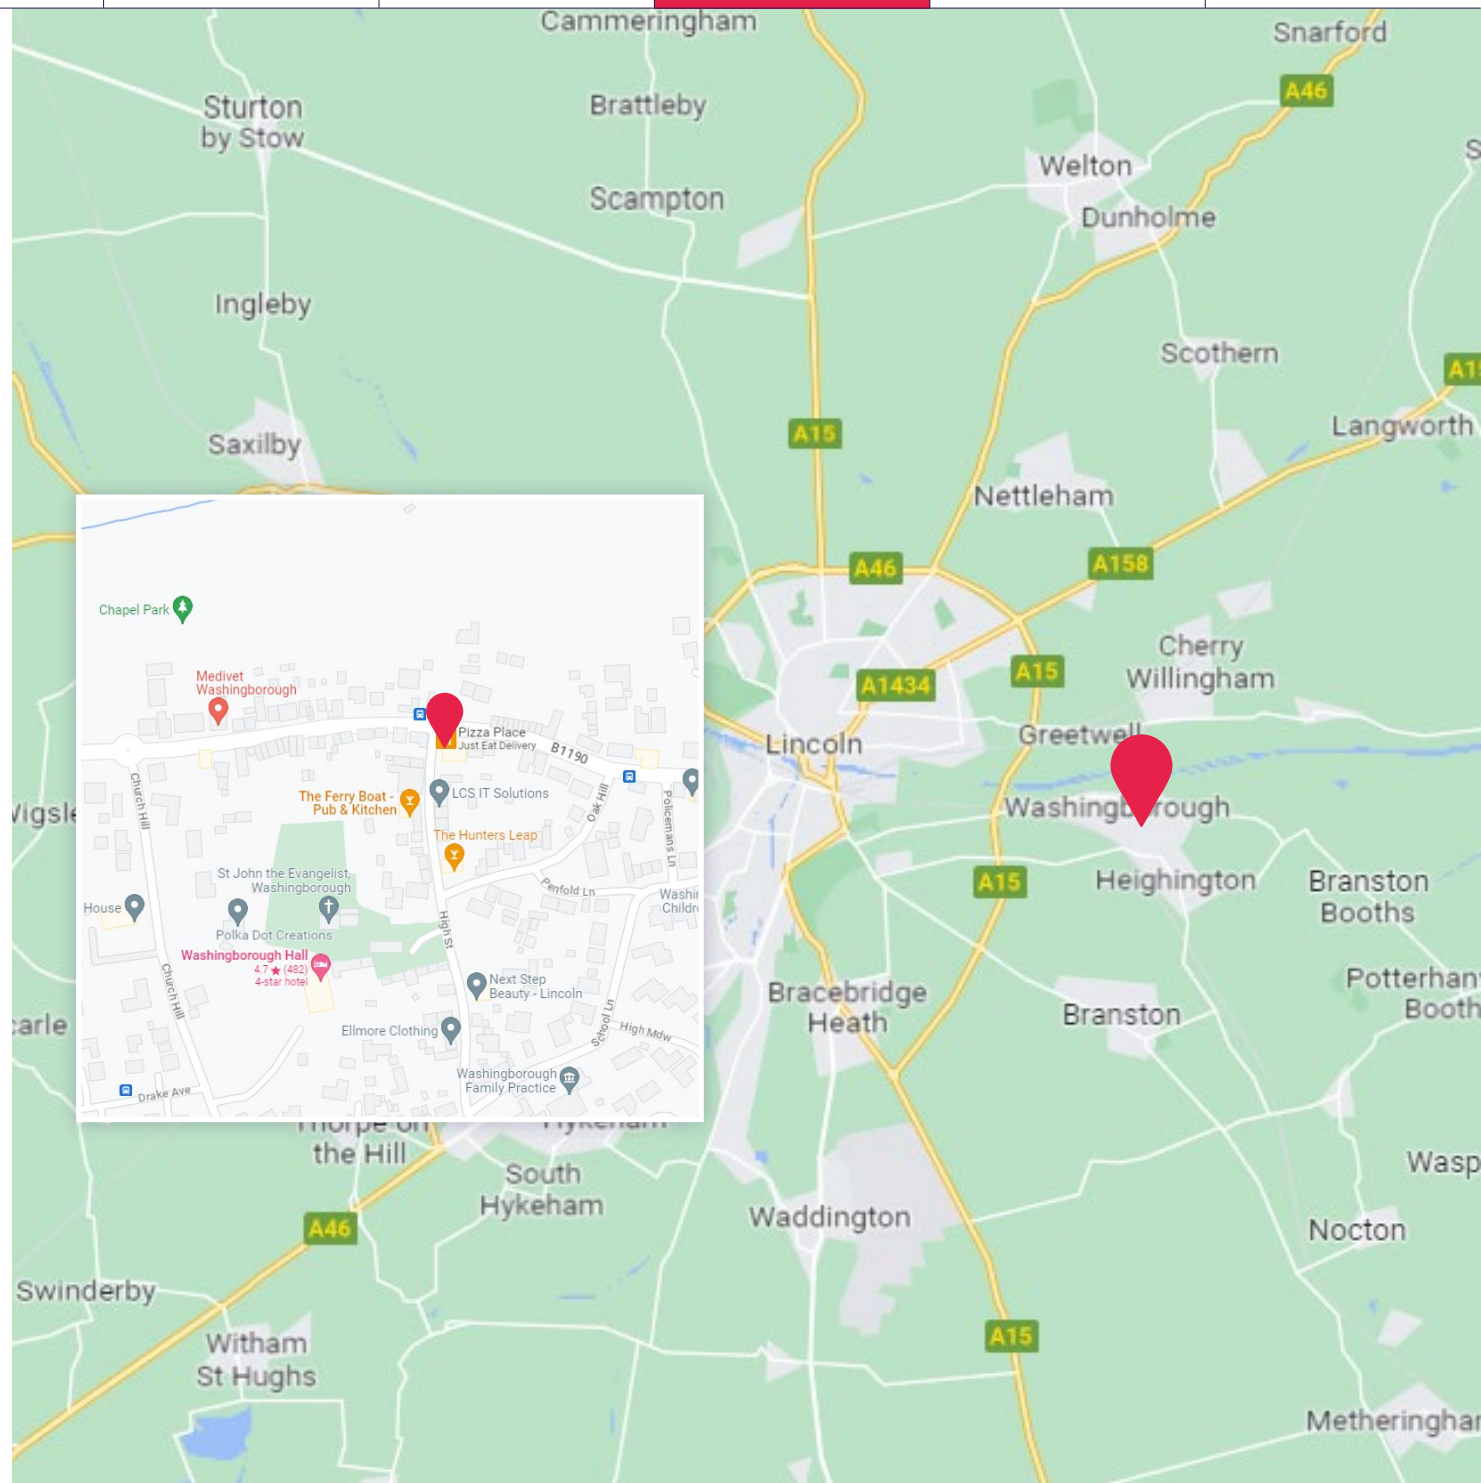 Cammeringham
Snarford
A46
Sturton
by Stow
Brattleby
Welton
Scampton
Dunholme
Ingleby
Scothern
Langworth
A15
Saxilby
Nettleham
A46
A158
Cherry
Willingham
A15
A1434
Greetwell
Lincoln
Washingborough
A15
Heighington
Branston
Booths
Bracebridge
Heath
Branston
the Hill
South
Hykeham
A46
Waddington
Nocton
Swinderby
A15
Witham
St Hughs
Chapel Park
Medivet
Washingborough
Pizza Place
Just Eat Delivery
B1190
Church Hill
The Ferry Boat -
Pub & Kitchen
LCS IT Solutions
Oak Hill
Policemans Ln
The Hunters Leap
St John the Evangelist,
Washingborough
Penfold Ln
House
Polka Dot Creations
High St
Washingborough Hall
4.7 ★ (482)
4-star hotel
Church Hill
Next Step
Beauty - Lincoln
Ellmore Clothing
School Ln
High Mdw
Washingborough
Family Practice
Drake Ave